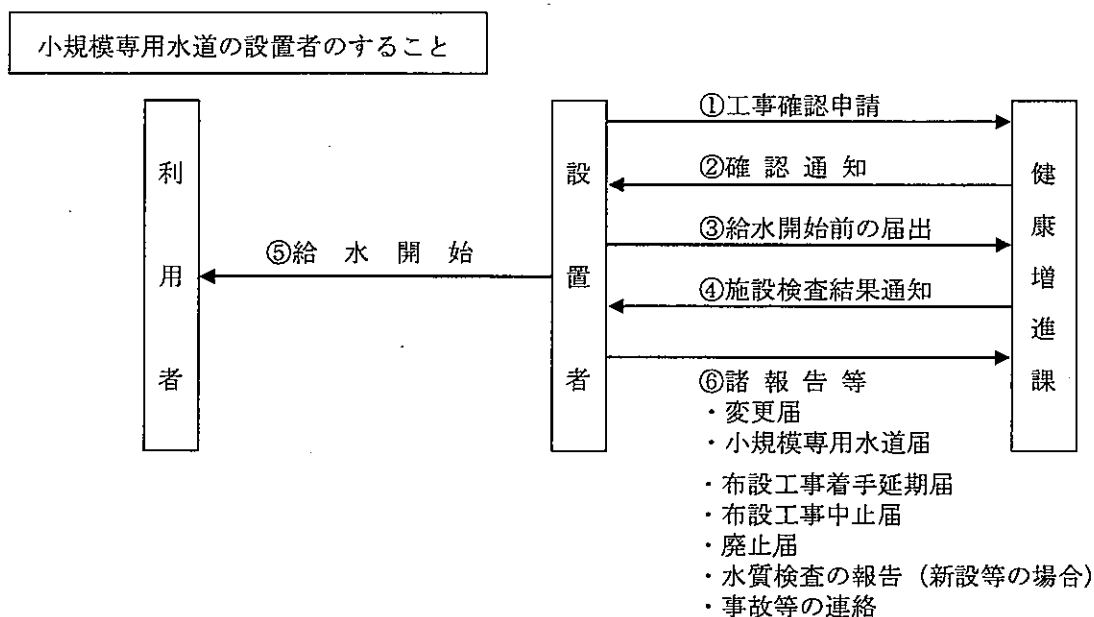 小規模専用水道の設置者のすること
利用者
設置者
健康増進課
①工事確認申請
②確認通知
③給水開始前の届出
④施設検査結果通知
⑤給水開始
⑥諸報告等
・変更届
・小規模専用水道届
・布設工事着手延期届
・布設工事中止届
・廃止届
・水質検査の報告（新設等の場合）
・事故等の連絡